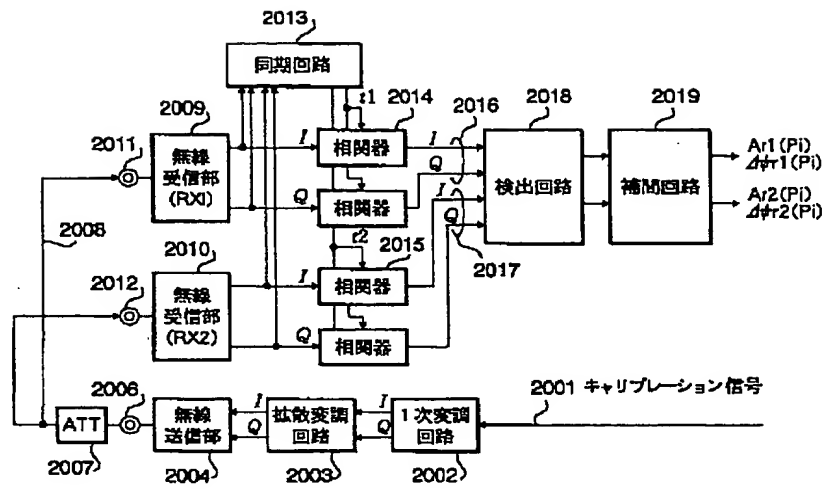 2013
同期回路
2009
2011
無線
受信部
(RX1)
I
Q
t1
2014
相関器
相関器
I
Q
2016
2018
検出回路
2019
補間回路
Ar1(Pi)
Δφr1(Pi)
Ar2(Pi)
Δφr2(Pi)
2008
2010
2012
無線
受信部
(RX2)
I
Q
t2
2015
相関器
相関器
I
Q
2017
2006
ATT
2007
無線
送信部
2004
I
Q
拡散変調
回路
2003
I
Q
1次変調
回路
2002
2001 キャリブレーション信号